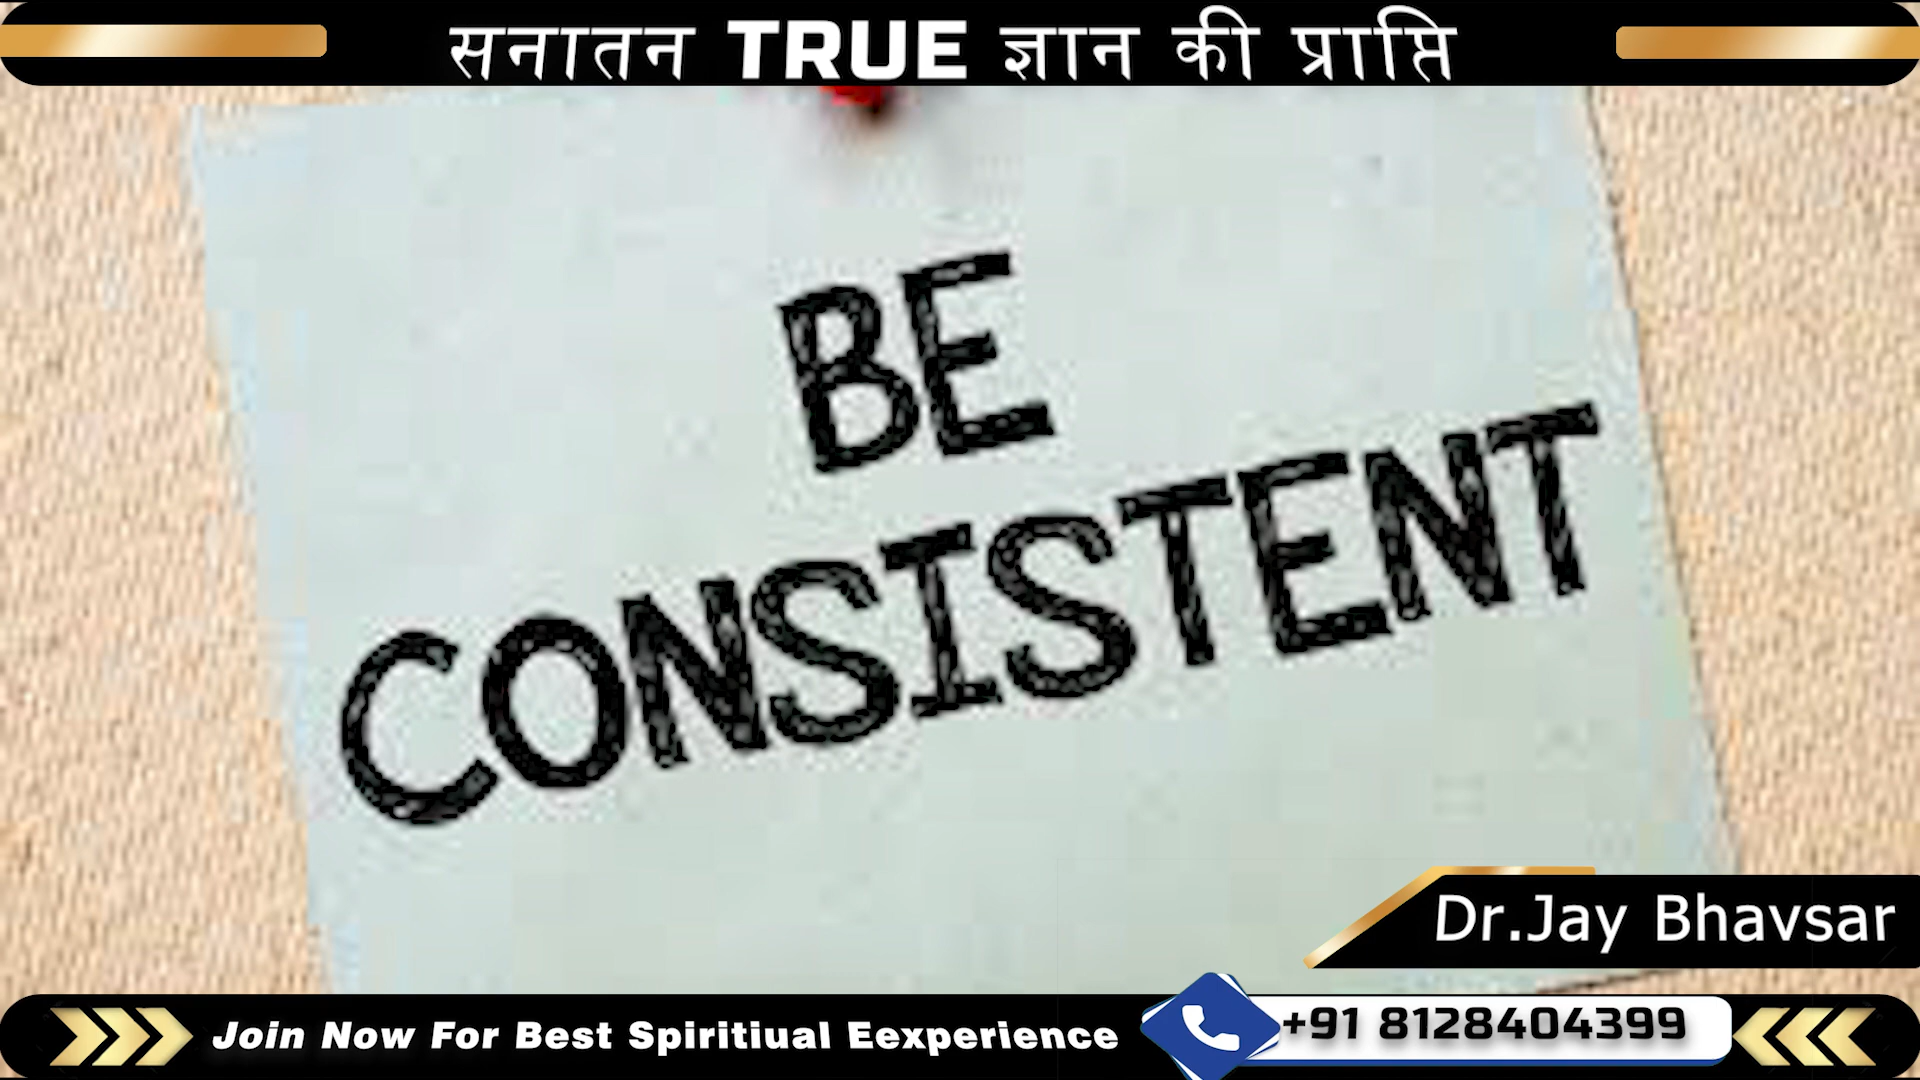 सनातन TRUE ज्ञान की प्राप्ति
BE
CONSISTENT
Dr.Jay Bhavsar
Join Now For Best Spiritiual Eexperience
+91 8128404399